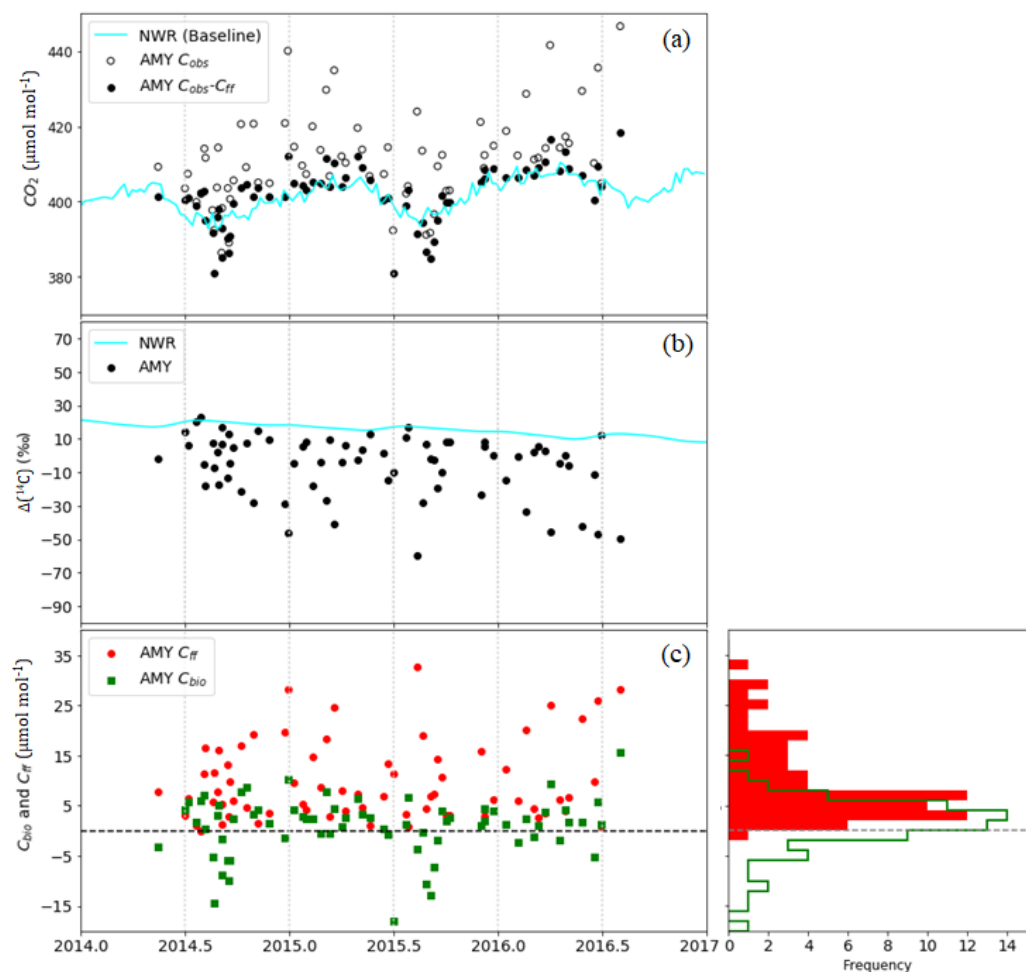 (a)
NWR (Baseline)
AMY C_obs
AMY C_obs-C_ff
440
420
400
380
CO₂ (μmol mol⁻¹)
(b)
NWR
AMY
70
50
30
10
−10
−30
−50
−70
−90
Δ(¹⁴C) (‰)
(c)
AMY C_ff
AMY C_bio
35
25
15
5
−5
−15
C_bio and C_ff (μmol mol⁻¹)
2014.0 2014.5 2015.0 2015.5 2016.0 2016.5 2017
0 2 4 6 8 10 12 14
Frequency